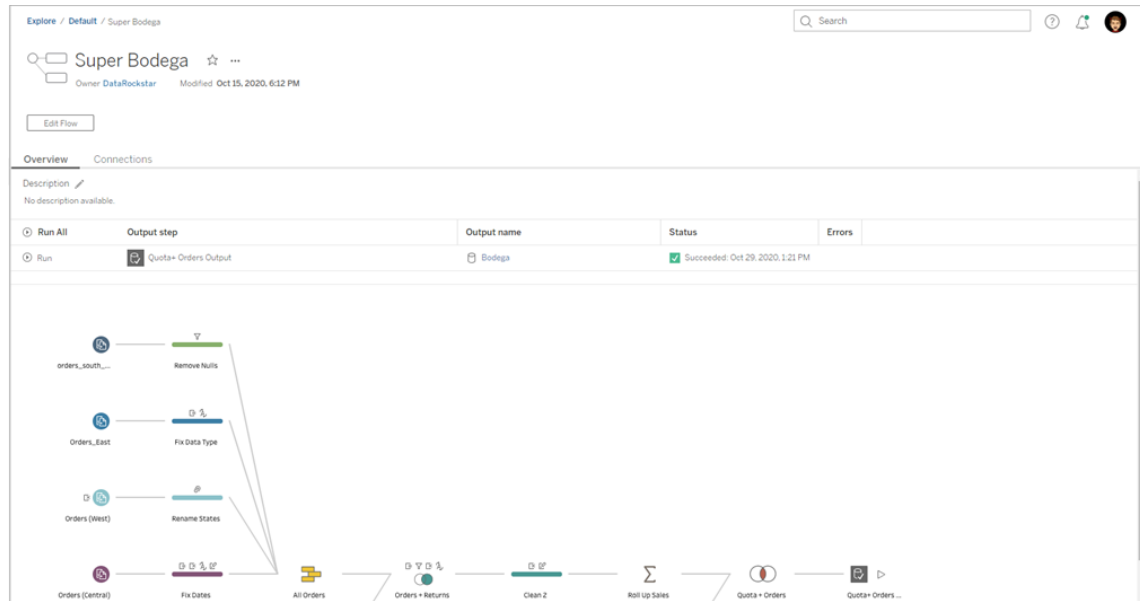 Explore / Default / Super Bodega
Search
Super Bodega
Owner DataRockstar Modified Oct 15, 2020, 6:12 PM
Edit Flow
Overview Connections
Description
No description available.
Run All Output step Output name Status Errors
Run Quota+ Orders Output Bodega Succeeded: Oct 29, 2020, 1:21 PM
orders_south_... Remove Nulls
Orders_East Fix Data Type
Orders (West) Rename States
Orders (Central) Fix Dates All Orders Orders + Returns Clean 2 Roll Up Sales Quota + Orders Quota+ Orders ...